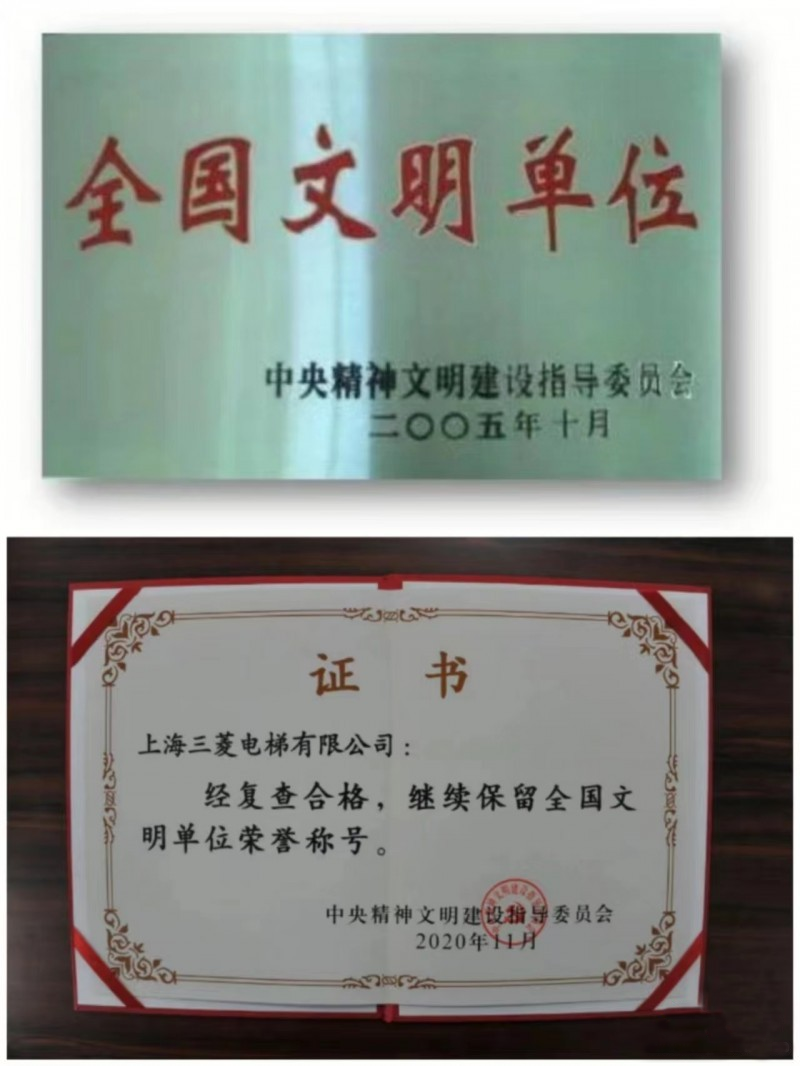 全国文明单位
中央精神文明建设指导委员会
二〇〇五年十月
证书
上海三菱电梯有限公司：
经复查合格，继续保留全国文
明单位荣誉称号。
中央精神文明建设指导委员会
2020年11月